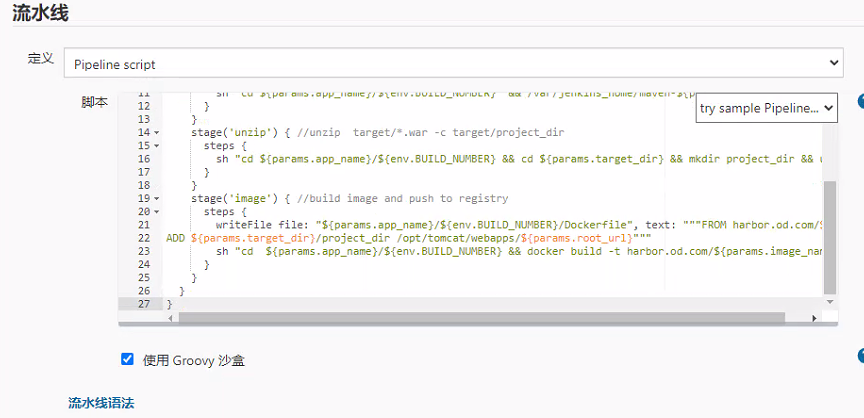 流水线
定义
Pipeline script
脚本
try sample Pipeline...
11 sh "cd ${params.app_name}/${env.BUILD_NUMBER} && /var/jenkins_home/maven-${p
12 }
13 }
14 stage('unzip') { //unzip target/*.war -c target/project_dir
15 steps {
16 sh "cd ${params.app_name}/${env.BUILD_NUMBER} && cd ${params.target_dir} && mkdir project_dir && u
17 }
18 }
19 stage('image') { //build image and push to registry
20 steps {
21 writefile file: "${params.app_name}/${env.BUILD_NUMBER}/Dockerfile", text: """FROM harbor.od.com/$
22 ADD ${params.target_dir}/project_dir /opt/tomcat/webapps/${params.root_url}"""
23 sh "cd ${params.app_name}/${env.BUILD_NUMBER} && docker build -t harbor.od.com/${params.image_na
24 }
25 }
26 }
27 }
使用 Groovy 沙盒
流水线语法